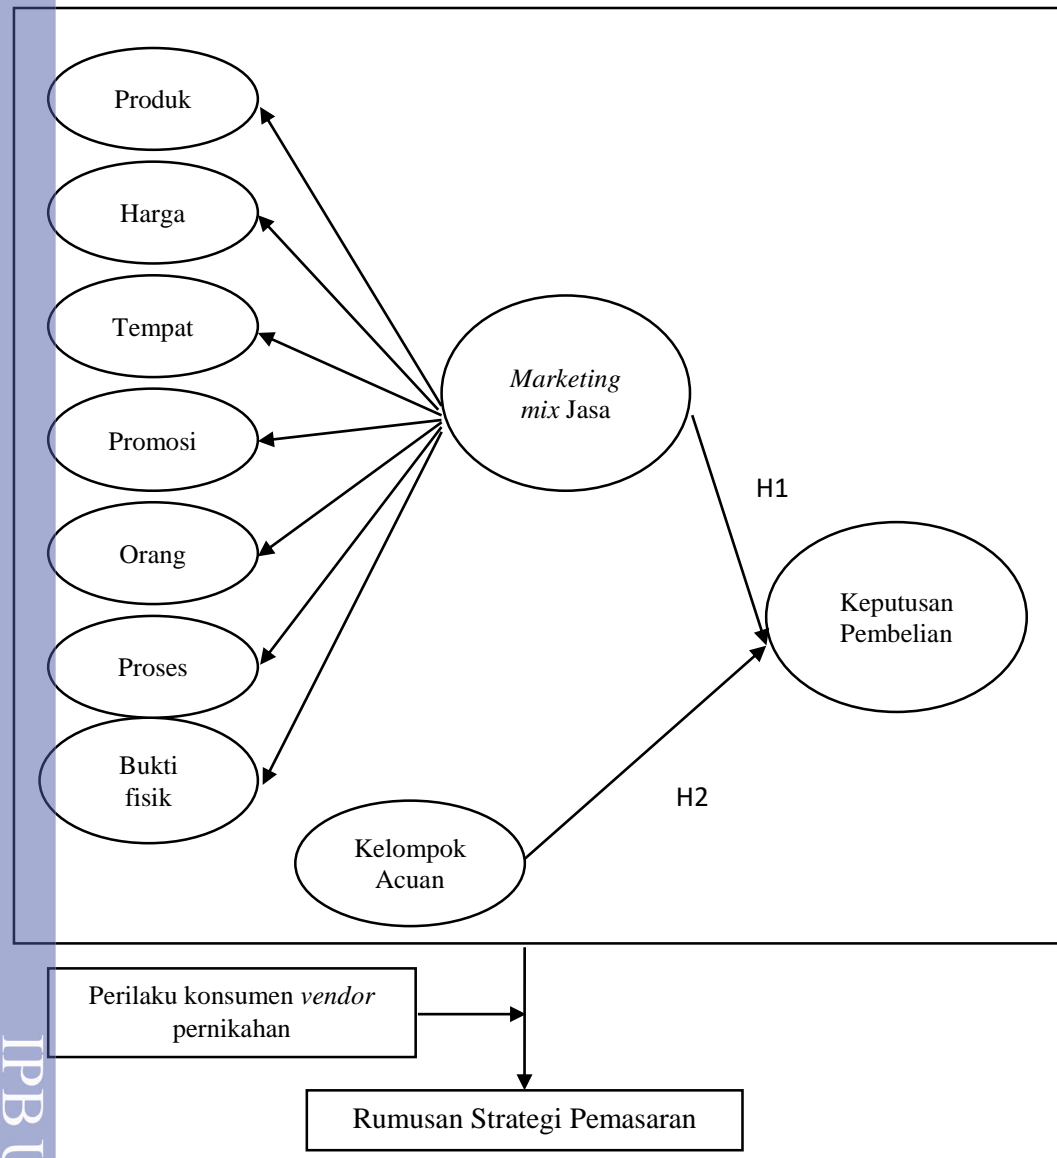 Produk
Harga
Tempat
Promosi
Orang
Proses
Bukti
fisik
Marketing
mix Jasa
H1
Keputusan
Pembelian
H2
Kelompok
Acuan
Perilaku konsumen vendor
pernikahan
Rumusan Strategi Pemasaran
IPB